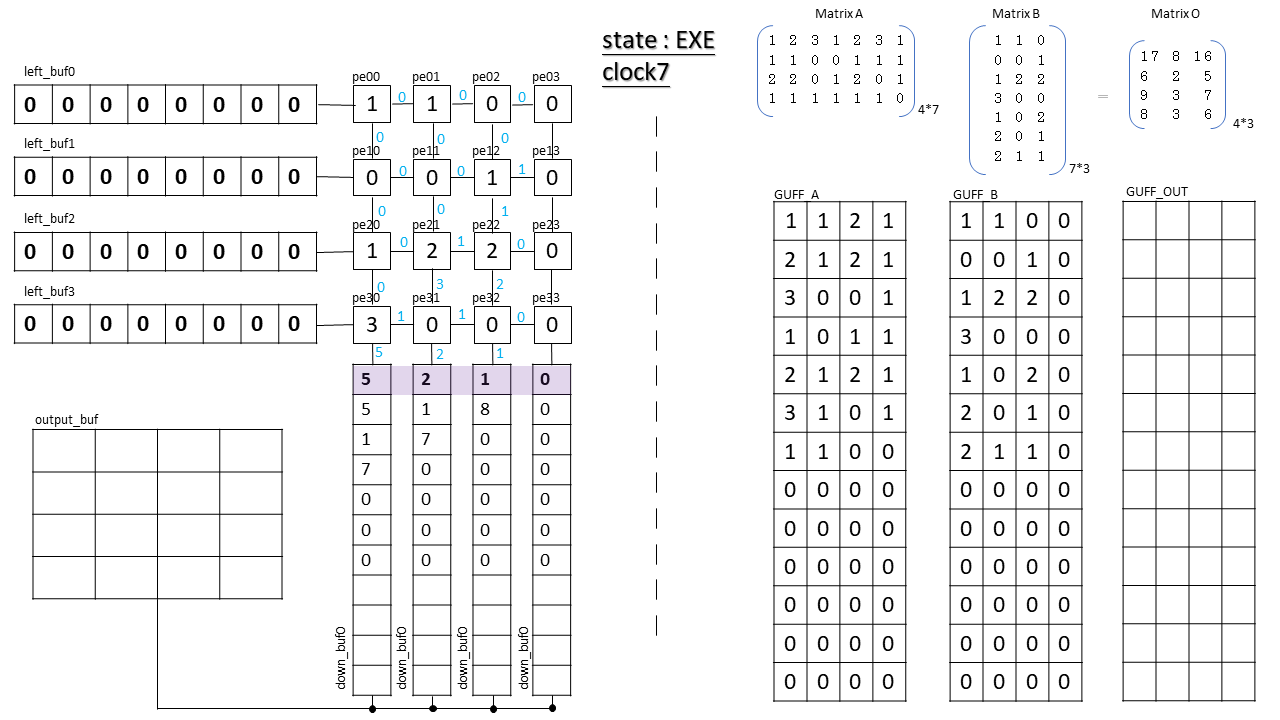 state : EXE
clock7
left_buf0
0 0 0 0 0 0 0 0
pe00 pe01 pe02 pe03
1 0 1 0 0 0 0
0 0 0
left_buf1
0 0 0 0 0 0 0 0
pe10 pe11 pe12 pe13
0 0 0 0 1 1 0
0 0 1
left_buf2
0 0 0 0 0 0 0 0
pe20 pe21 pe22 pe23
1 0 2 1 2 0 0
0 3 2
left_buf3
0 0 0 0 0 0 0 0
pe30 pe31 pe32 pe33
3 1 0 1 0 0 0
5 2 1
5 2 1 0
5 1 8 0
1 7 0 0
7 0 0 0
0 0 0 0
0 0 0 0
0 0 0 0
down_buf0 down_buf0 down_buf0 down_buf0
output_buf
Matrix A
1 2 3 1 2 3 1
1 1 0 0 1 1 1
2 2 0 1 2 0 1
1 1 1 1 1 1 0
4*7
Matrix B
1 1 0
0 0 1
1 2 2
3 0 0
1 0 2
2 0 1
2 1 1
7*3
=
Matrix O
17 8 16
6 2 5
9 3 7
8 3 6
4*3
GUFF_A
1 1 2 1
2 1 2 1
3 0 0 1
1 0 1 1
2 1 2 1
3 1 0 1
1 1 0 0
0 0 0 0
0 0 0 0
0 0 0 0
0 0 0 0
0 0 0 0
0 0 0 0
GUFF_B
1 1 0 0
0 0 1 0
1 2 2 0
3 0 0 0
1 0 2 0
2 0 1 0
2 1 1 0
0 0 0 0
0 0 0 0
0 0 0 0
0 0 0 0
0 0 0 0
0 0 0 0
GUFF_OUT